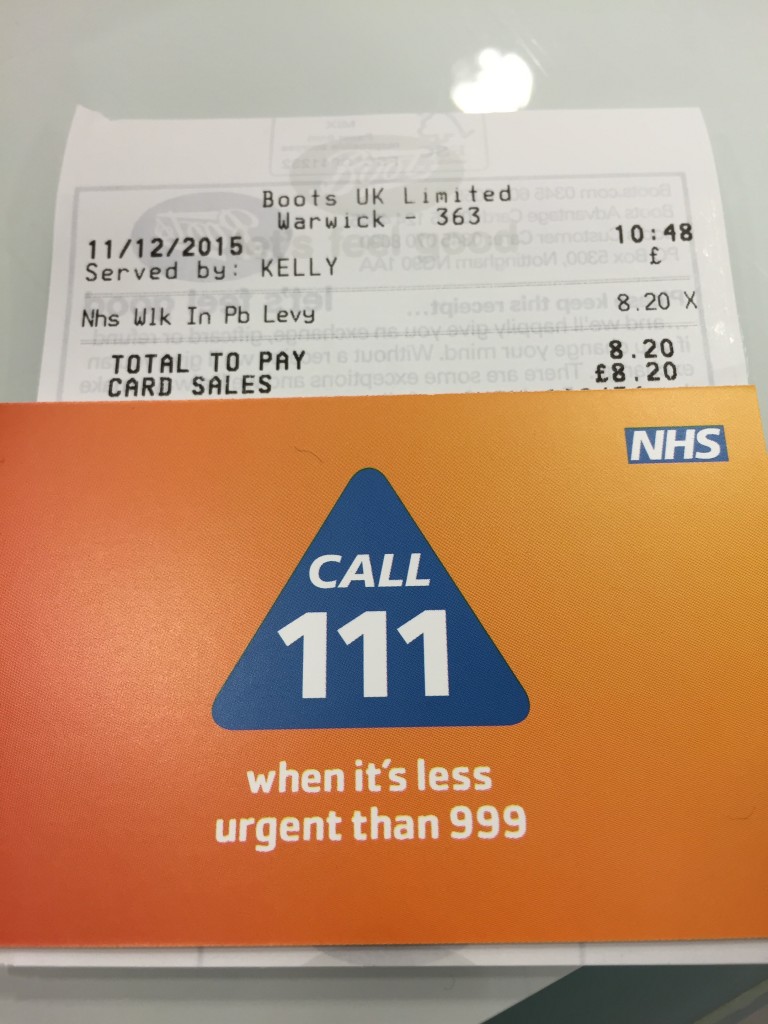 Boots UK Limited
Warwick - 363
11/12/2015 10:48
Served by: KELLY £
Nhs Wlk In Pb Levy 8.20 X
TOTAL TO PAY 8.20
CARD SALES £8.20
NHS
CALL
111
when it's less
urgent than 999